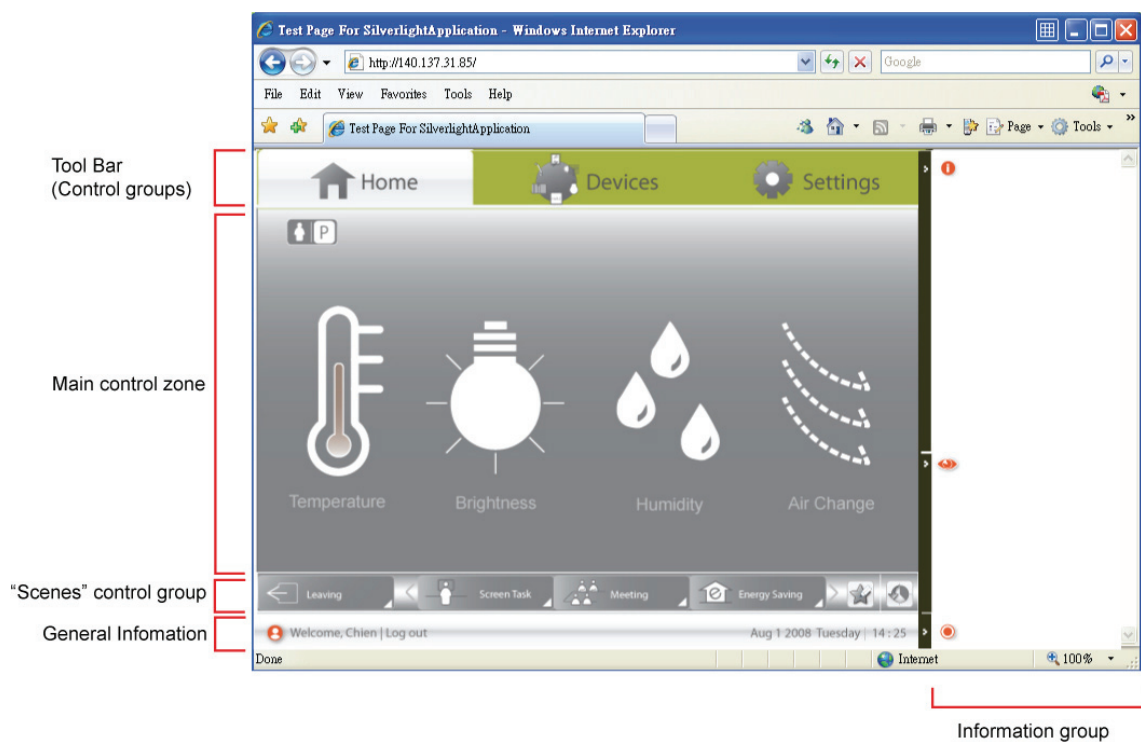 Test Page For SilverlightApplication - Windows Internet Explorer
http://140.137.31.85/
Google
File Edit View Favorites Tools Help
Test Page For SilverlightApplication
Page
Tools
Tool Bar
(Control groups)
Home
Devices
Settings
P
Main control zone
Temperature
Brightness
Humidity
Air Change
"Scenes" control group
Leaving
Screen Task
Meeting
Energy Saving
General Infomation
Welcome, Chien | Log out
Aug 1 2008 Tuesday | 14 : 25
Done
Internet
100%
Information group